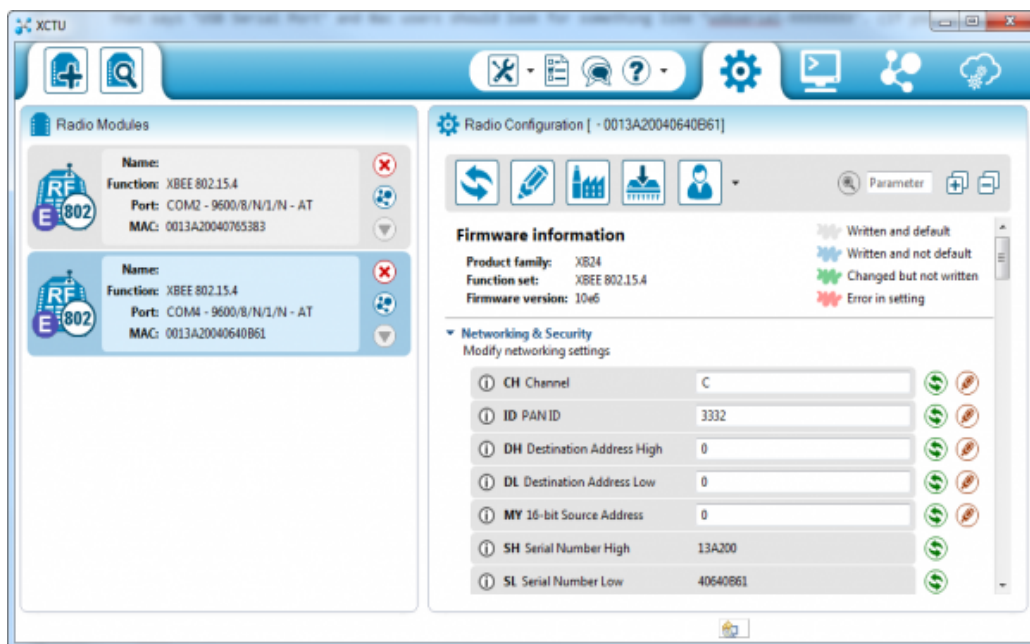 XCTU
Radio Modules
Name:
Function: XBEE 802.15.4
Port: COM2 - 9600/8/N/1/N - AT
MAC: 0013A20040765383
RF
E 802
Name:
Function: XBEE 802.15.4
Port: COM4 - 9600/8/N/1/N - AT
MAC: 0013A20040640B61
RF
E 802
Radio Configuration [ - 0013A20040640B61]
Parameter
Firmware information
Product family: XB24
Function set: XBEE 802.15.4
Firmware version: 10e6
Written and default
Written and not default
Changed but not written
Error in setting
Networking & Security
Modify networking settings
CH Channel C
ID PAN ID 3332
DH Destination Address High 0
DL Destination Address Low 0
MY 16-bit Source Address 0
SH Serial Number High 13A200
SL Serial Number Low 40640B61